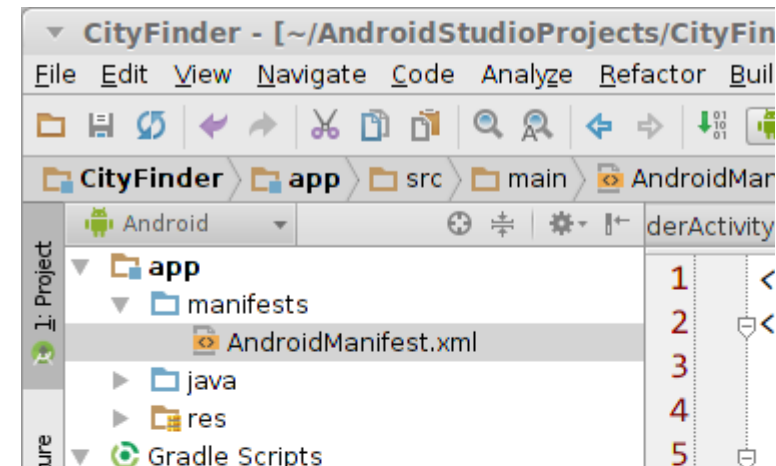 CityFinder - [~/AndroidStudioProjects/CityFin
File Edit View Navigate Code Analyze Refactor Buil
CityFinder app src main AndroidMan
Android
derActivity
1: Project
app
manifests
AndroidManifest.xml
java
res
Gradle Scripts
ure
1 <
2 <
3
4
5